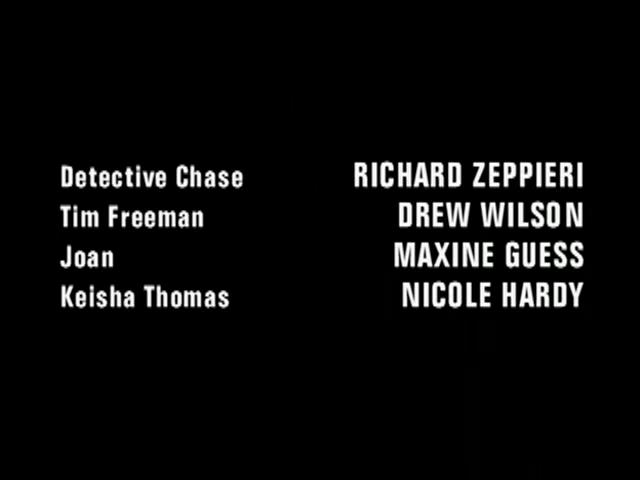 Detective Chase RICHARD ZEPPIERI
Tim Freeman DREW WILSON
Joan MAXINE GUESS
Keisha Thomas NICOLE HARDY